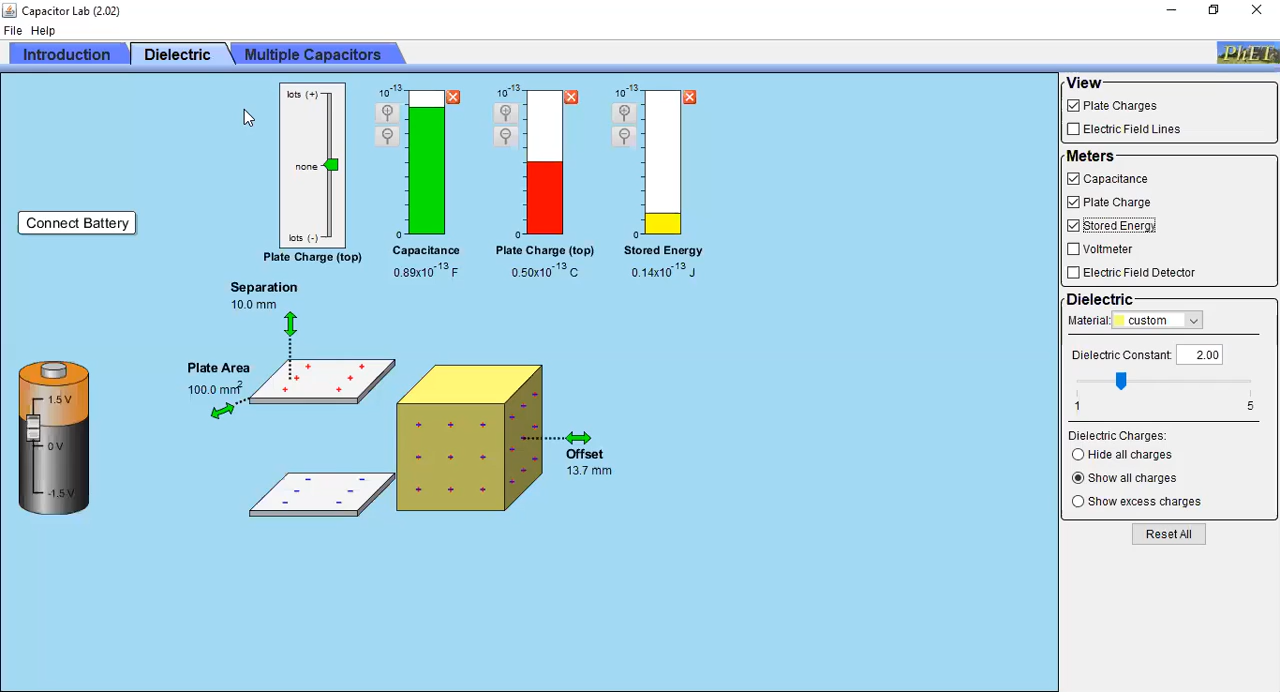 Capacitor Lab (2.02)
File Help
Introduction Dielectric Multiple Capacitors
PhET
lots (+)
none
lots (-)
Plate Charge (top)
10-13
0
Capacitance
0.89x10-13 F
10-13
0
Plate Charge (top)
0.50x10-13 C
10-13
0
Stored Energy
0.14x10-13 J
Connect Battery
Separation
10.0 mm
Plate Area
100.0 mm2
1.5 V
0 V
-1.5 V
Offset
13.7 mm
View
Plate Charges
Electric Field Lines
Meters
Capacitance
Plate Charge
Stored Energy
Voltmeter
Electric Field Detector
Dielectric
Material: custom
Dielectric Constant: 2.00
1 5
Dielectric Charges:
Hide all charges
Show all charges
Show excess charges
Reset All